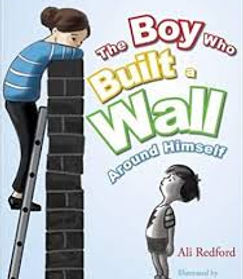 The Boy Who
Built a
Wall
Around Himself
Ali Redford
Illustrated by